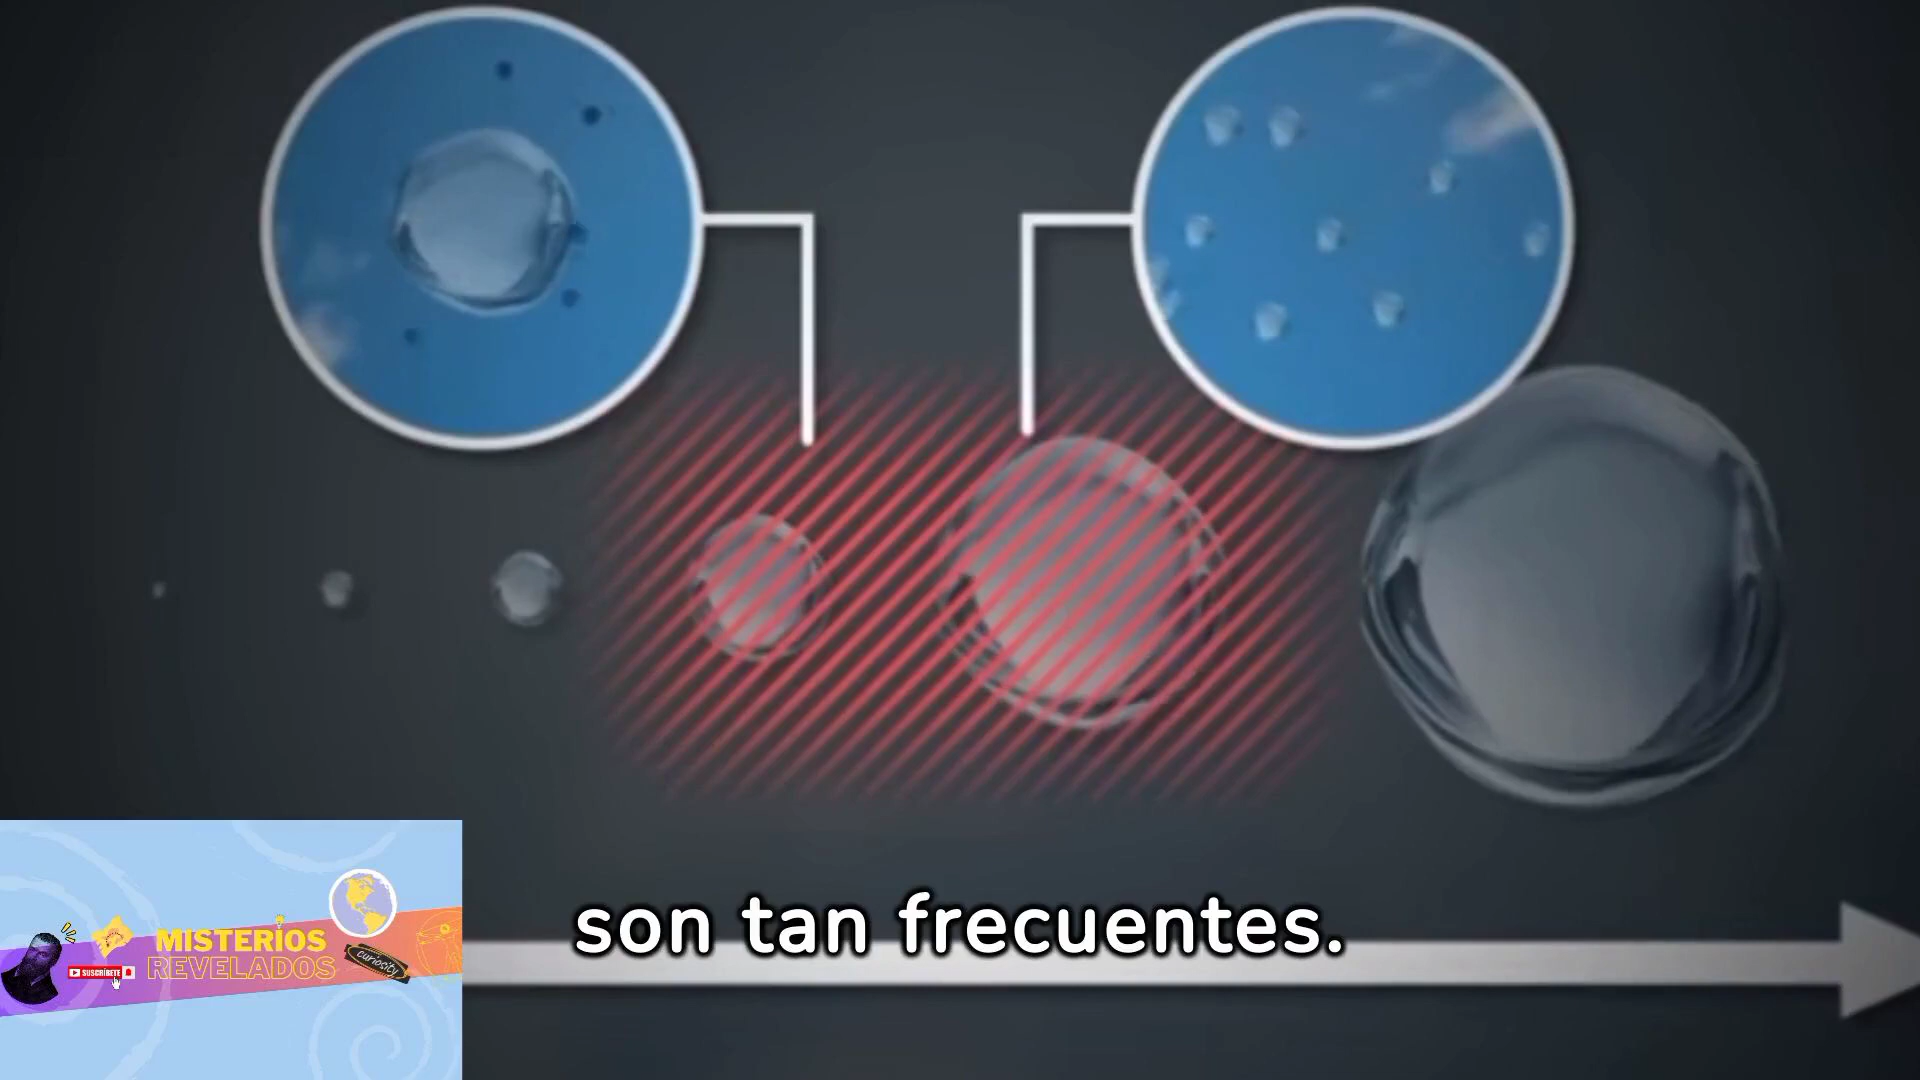 son tan frecuentes.
MISTERIOS
REVELADOS
SUSCRÍBETE
curiosity